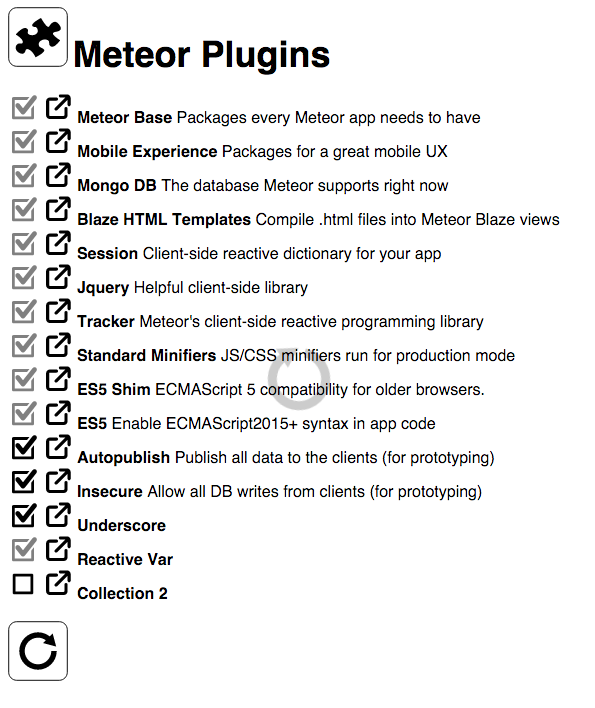 Meteor Plugins
Meteor Base Packages every Meteor app needs to have
Mobile Experience Packages for a great mobile UX
Mongo DB The database Meteor supports right now
Blaze HTML Templates Compile .html files into Meteor Blaze views
Session Client-side reactive dictionary for your app
Jquery Helpful client-side library
Tracker Meteor's client-side reactive programming library
Standard Minifiers JS/CSS minifiers run for production mode
ES5 Shim ECMAScript 5 compatibility for older browsers.
ES5 Enable ECMAScript2015+ syntax in app code
Autopublish Publish all data to the clients (for prototyping)
Insecure Allow all DB writes from clients (for prototyping)
Underscore
Reactive Var
Collection 2